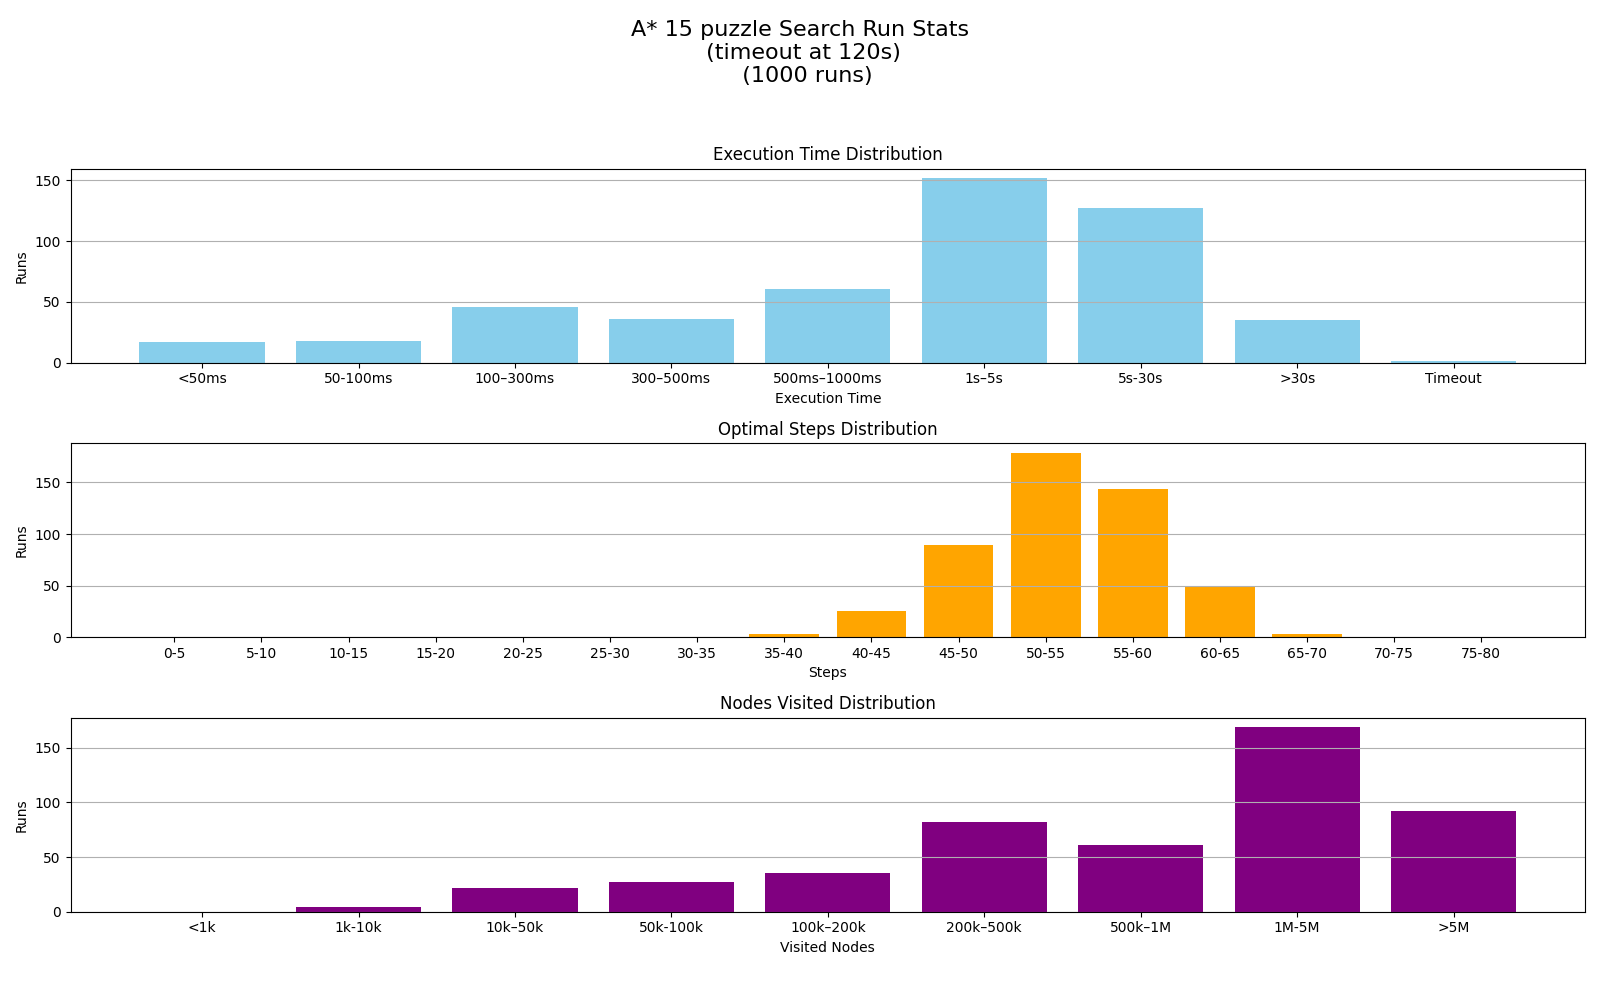 A* 15 puzzle Search Run Stats
(timeout at 120s)
(1000 runs)
Execution Time Distribution
150
100
50
0
Runs
<50ms 50-100ms 100–300ms 300–500ms 500ms–1000ms 1s–5s 5s-30s >30s Timeout
Execution Time
Optimal Steps Distribution
150
100
50
0
Runs
0-5 5-10 10-15 15-20 20-25 25-30 30-35 35-40 40-45 45-50 50-55 55-60 60-65 65-70 70-75 75-80
Steps
Nodes Visited Distribution
150
100
50
0
Runs
<1k 1k-10k 10k–50k 50k-100k 100k–200k 200k–500k 500k–1M 1M-5M >5M
Visited Nodes